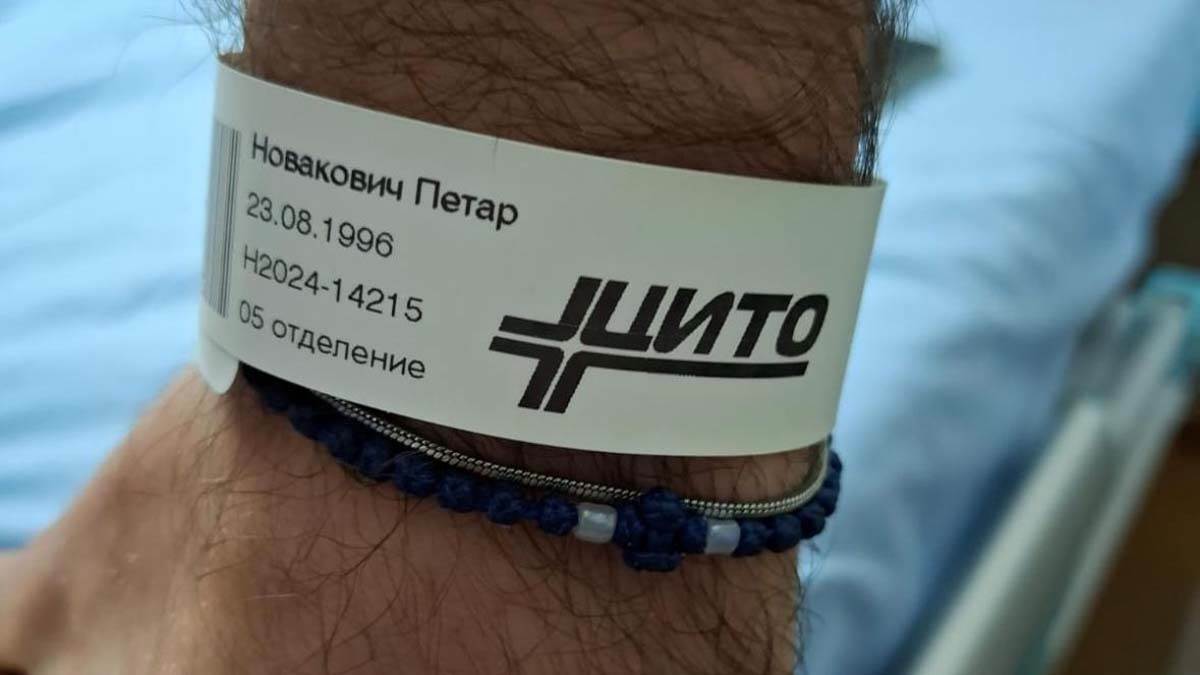 Новакович Петар
23.08.1996
Н2024-14215
05 отделение
ЦИТО